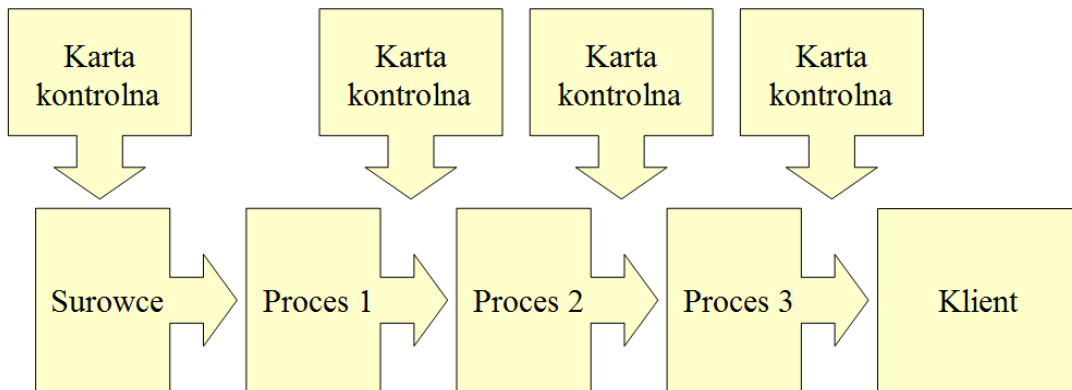 Karta
kontrolna
Karta
kontrolna
Karta
kontrolna
Karta
kontrolna
Surowce
Proces 1
Proces 2
Proces 3
Klient